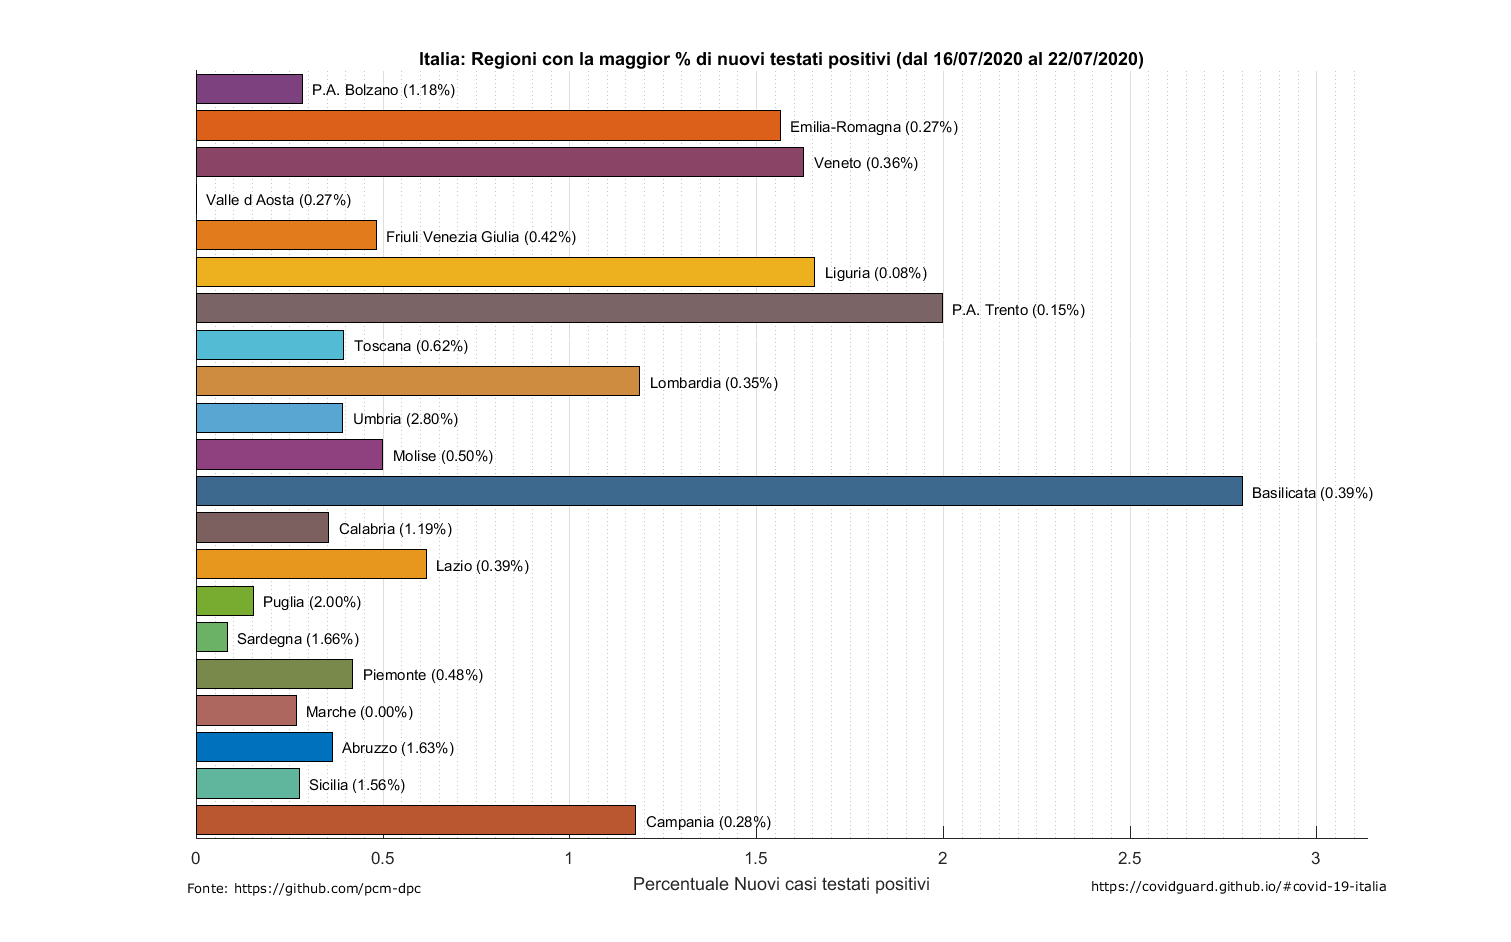 Italia: Regioni con la maggior % di nuovi testati positivi (dal 16/07/2020 al 22/07/2020)
P.A. Bolzano (1.18%)
Emilia-Romagna (0.27%)
Veneto (0.36%)
Valle d Aosta (0.27%)
Friuli Venezia Giulia (0.42%)
Liguria (0.08%)
P.A. Trento (0.15%)
Toscana (0.62%)
Lombardia (0.35%)
Umbria (2.80%)
Molise (0.50%)
Basilicata (0.39%)
Calabria (1.19%)
Lazio (0.39%)
Puglia (2.00%)
Sardegna (1.66%)
Piemonte (0.48%)
Marche (0.00%)
Abruzzo (1.63%)
Sicilia (1.56%)
Campania (0.28%)
0 0.5 1 1.5 2 2.5 3
Percentuale Nuovi casi testati positivi
Fonte: https://github.com/pcm-dpc
https://covidguard.github.io/#covid-19-italia